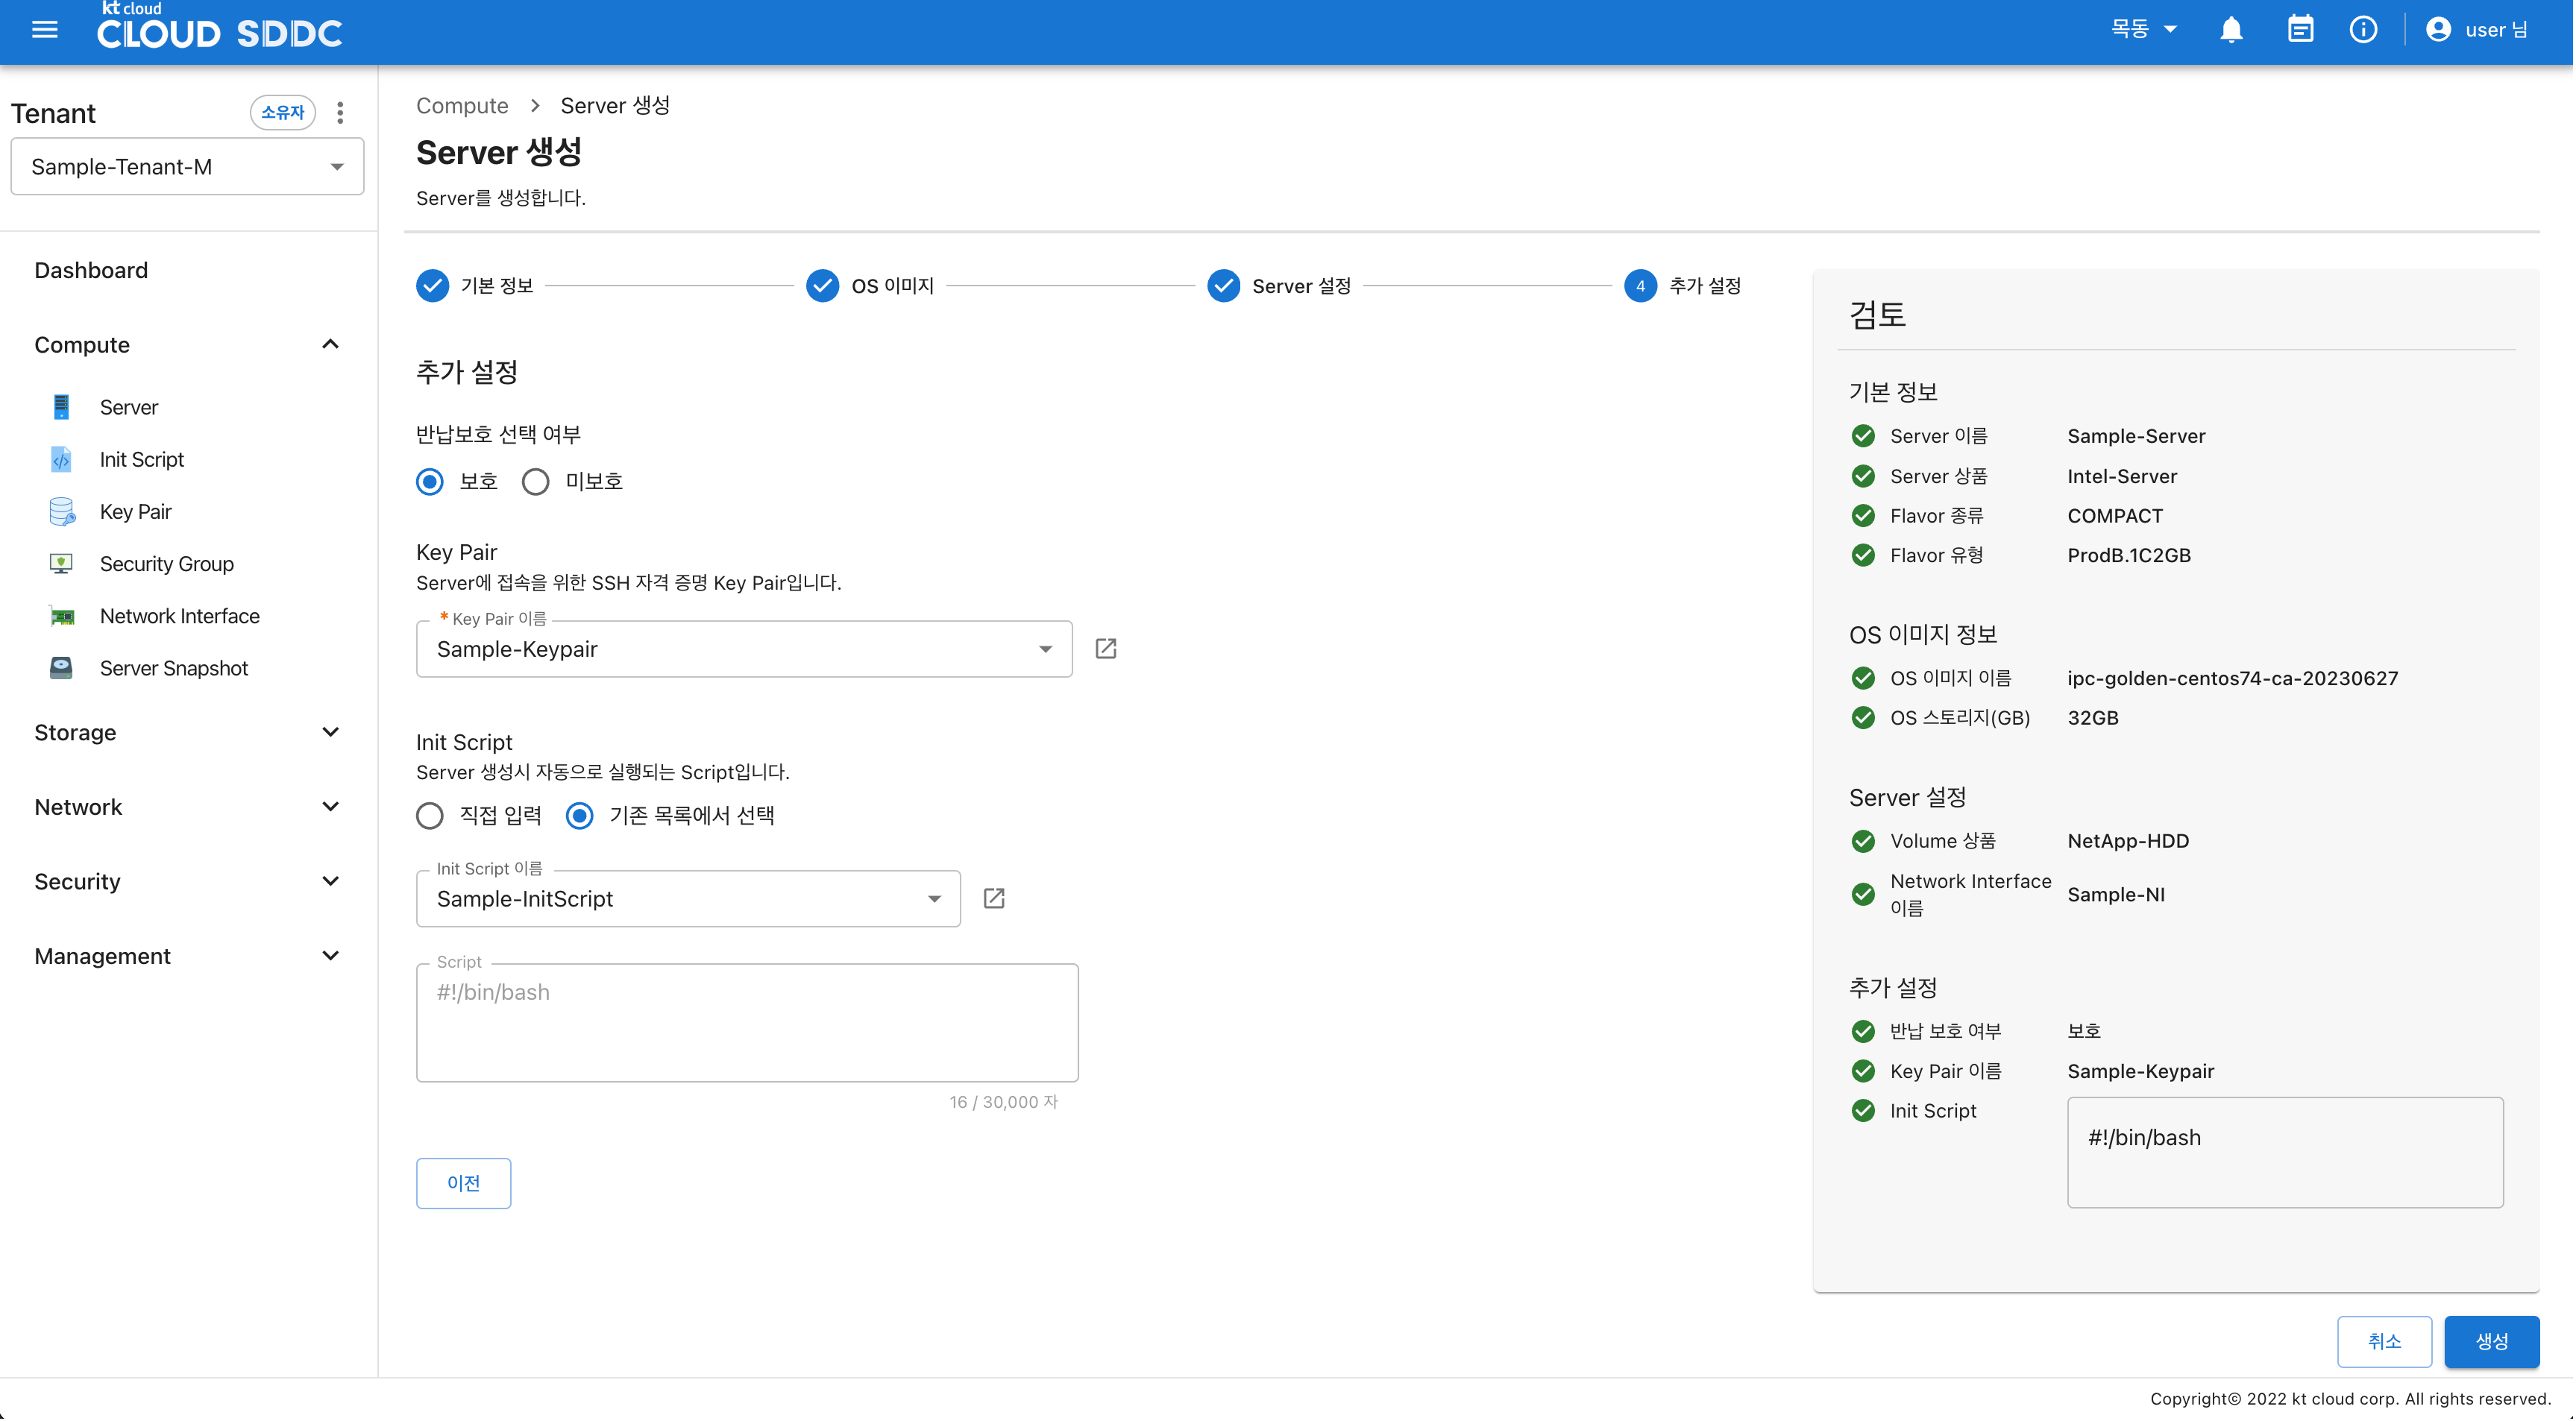 kt cloud
CLOUD SDDC
목동
user 님
Tenant
소유자
Sample-Tenant-M
Dashboard
Compute
Server
Init Script
Key Pair
Security Group
Network Interface
Server Snapshot
Storage
Network
Security
Management
Compute > Server 생성
Server 생성
Server를 생성합니다.
기본 정보
OS 이미지
Server 설정
4 추가 설정
추가 설정
반납보호 선택 여부
보호 미보호
Key Pair
Server에 접속을 위한 SSH 자격 증명 Key Pair입니다.
* Key Pair 이름
Sample-Keypair
Init Script
Server 생성시 자동으로 실행되는 Script입니다.
직접 입력 기존 목록에서 선택
Init Script 이름
Sample-InitScript
Script
#!/bin/bash
16 / 30,000 자
이전
검토
기본 정보
Server 이름 Sample-Server
Server 상품 Intel-Server
Flavor 종류 COMPACT
Flavor 유형 ProdB.1C2GB
OS 이미지 정보
OS 이미지 이름 ipc-golden-centos74-ca-20230627
OS 스토리지(GB) 32GB
Server 설정
Volume 상품 NetApp-HDD
Network Interface
이름 Sample-NI
추가 설정
반납 보호 여부 보호
Key Pair 이름 Sample-Keypair
Init Script
#!/bin/bash
취소
생성
Copyright© 2022 kt cloud corp. All rights reserved.